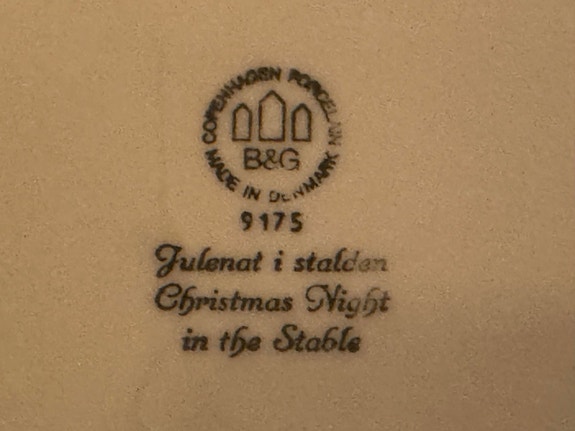 COPENHAGEN PORCELAIN
B&G
MADE IN DENMARK
9175
Julenat i stalden
Christmas Night
in the Stable